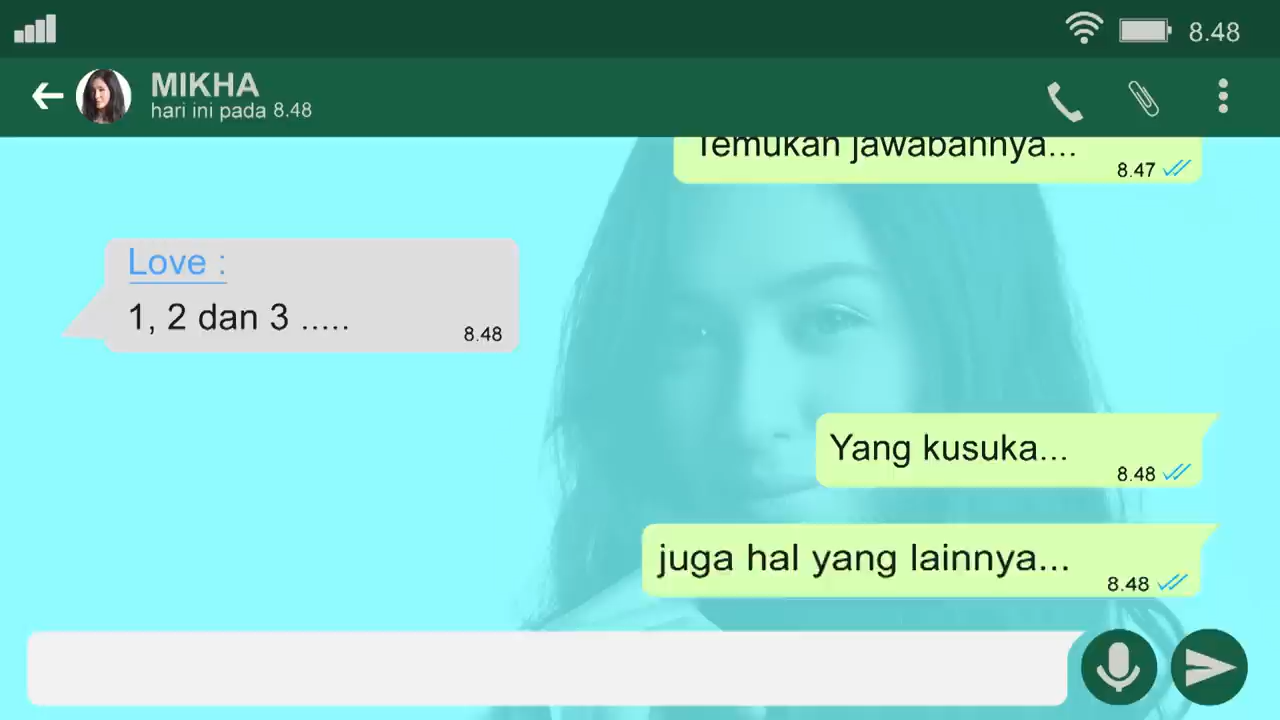 8.48
MIKHA
hari ini pada 8.48
Temukan jawabannya...
8.47
Love :
1, 2 dan 3 .....
8.48
Yang kusuka...
8.48
juga hal yang lainnya...
8.48